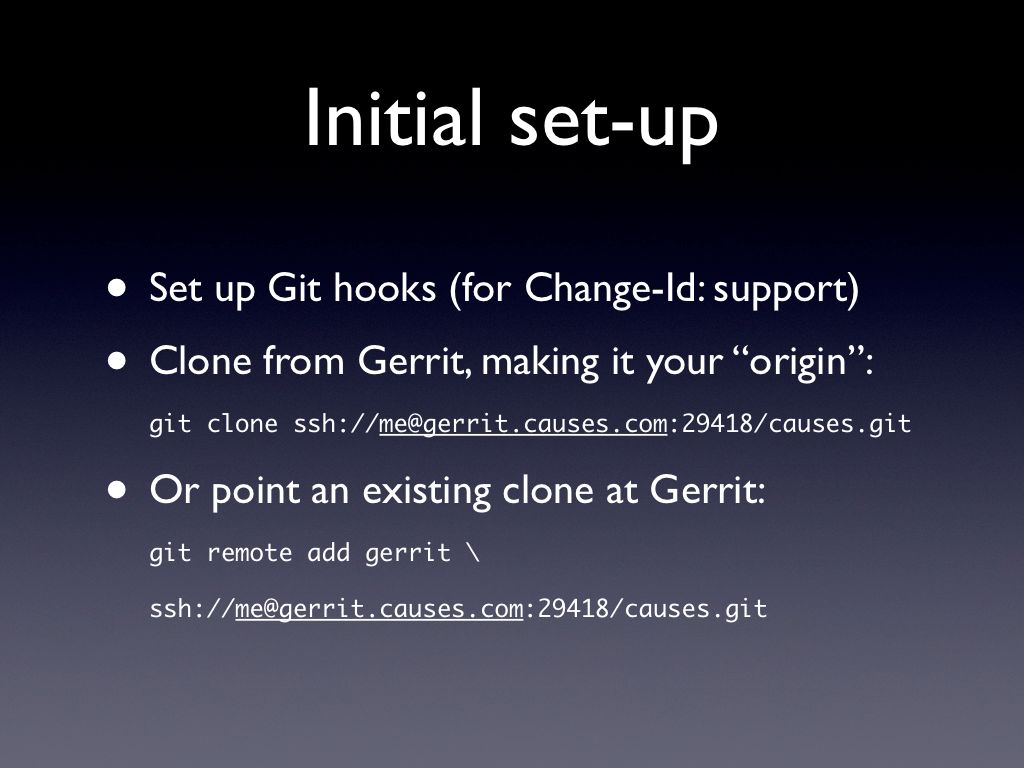 Initial set-up
• Set up Git hooks (for Change-Id: support)
• Clone from Gerrit, making it your “origin”:
git clone ssh://me@gerrit.causes.com:29418/causes.git
• Or point an existing clone at Gerrit:
git remote add gerrit \
ssh://me@gerrit.causes.com:29418/causes.git